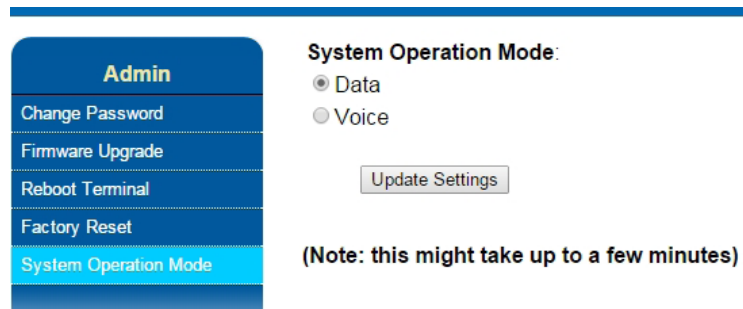 Admin
Change Password
Firmware Upgrade
Reboot Terminal
Factory Reset
System Operation Mode
System Operation Mode:
Data
Voice
Update Settings
(Note: this might take up to a few minutes)